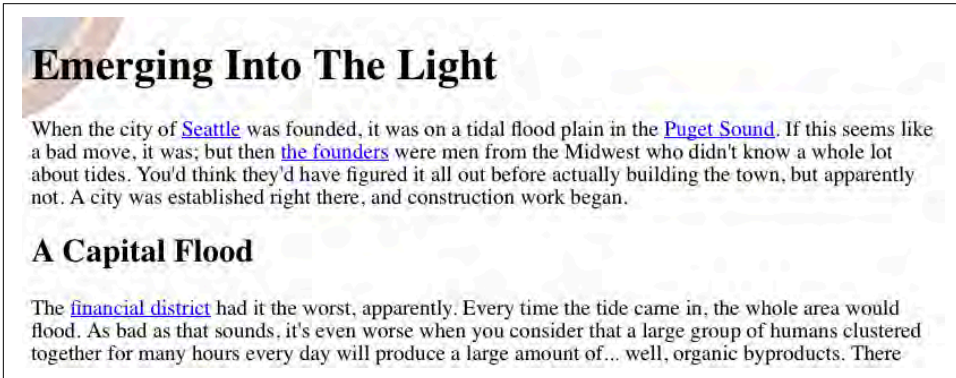 Emerging Into The Light
When the city of Seattle was founded, it was on a tidal flood plain in the Puget Sound. If this seems like
a bad move, it was; but then the founders were men from the Midwest who didn't know a whole lot
about tides. You'd think they'd have figured it all out before actually building the town, but apparently
not. A city was established right there, and construction work began.
A Capital Flood
The financial district had it the worst, apparently. Every time the tide came in, the whole area would
flood. As bad as that sounds, it's even worse when you consider that a large group of humans clustered
together for many hours every day will produce a large amount of... well, organic byproducts. There